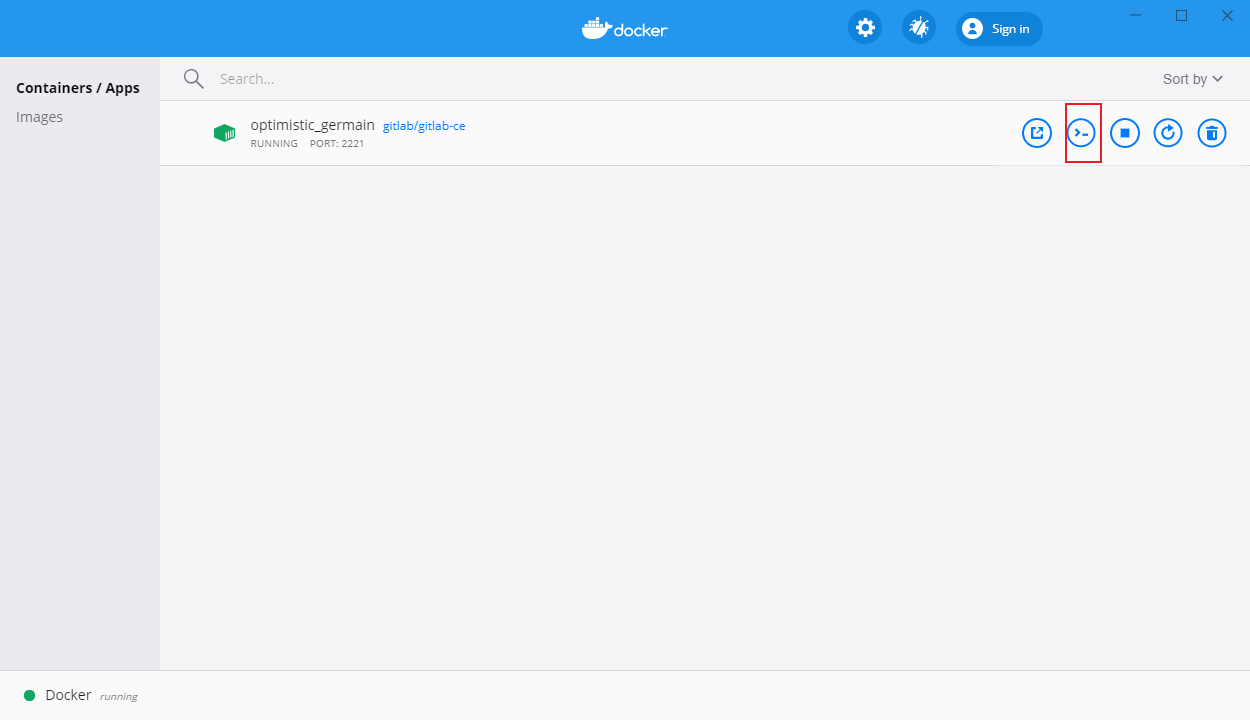 docker
Sign in
Containers / Apps
Images
Search...
Sort by
optimistic_germain gitlab/gitlab-ce
RUNNING PORT: 2221
Docker running